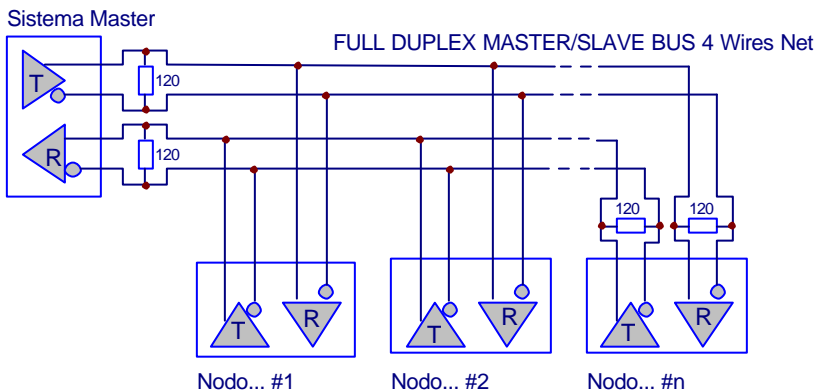 Sistema Master
FULL DUPLEX MASTER/SLAVE BUS 4 Wires Net
T
120
R
120
120
120
T
R
T
R
T
R
Nodo... #1
Nodo... #2
Nodo... #n